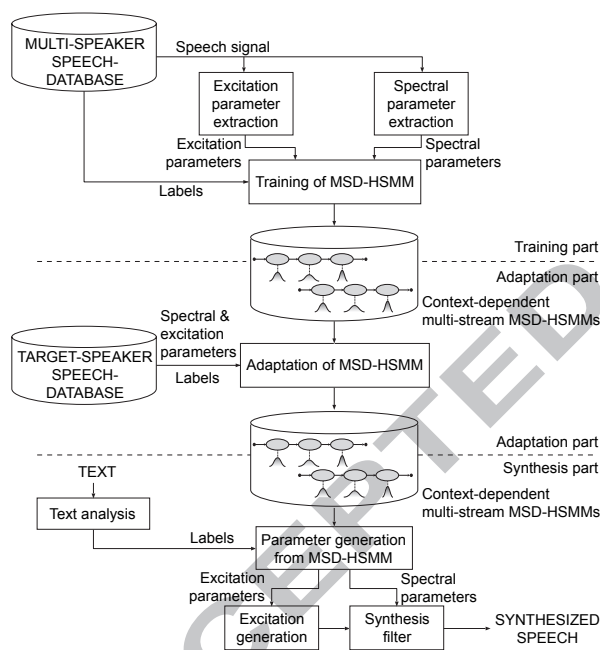 MULTI-SPEAKER
SPEECH-
DATABASE
Speech signal
Excitation
parameter
extraction
Spectral
parameter
extraction
Excitation
parameters
Spectral
parameters
Labels
Training of MSD-HSMM
Training part
Adaptation part
Context-dependent
multi-stream MSD-HSMMs
Spectral &
excitation
parameters
TARGET-SPEAKER
SPEECH-
DATABASE
Labels
Adaptation of MSD-HSMM
Adaptation part
Synthesis part
TEXT
Context-dependent
multi-stream MSD-HSMMs
Text analysis
Labels
Parameter generation
from MSD-HSMM
Excitation
parameters
Spectral
parameters
Excitation
generation
Synthesis
filter
SYNTHESIZED
SPEECH
CEPTED